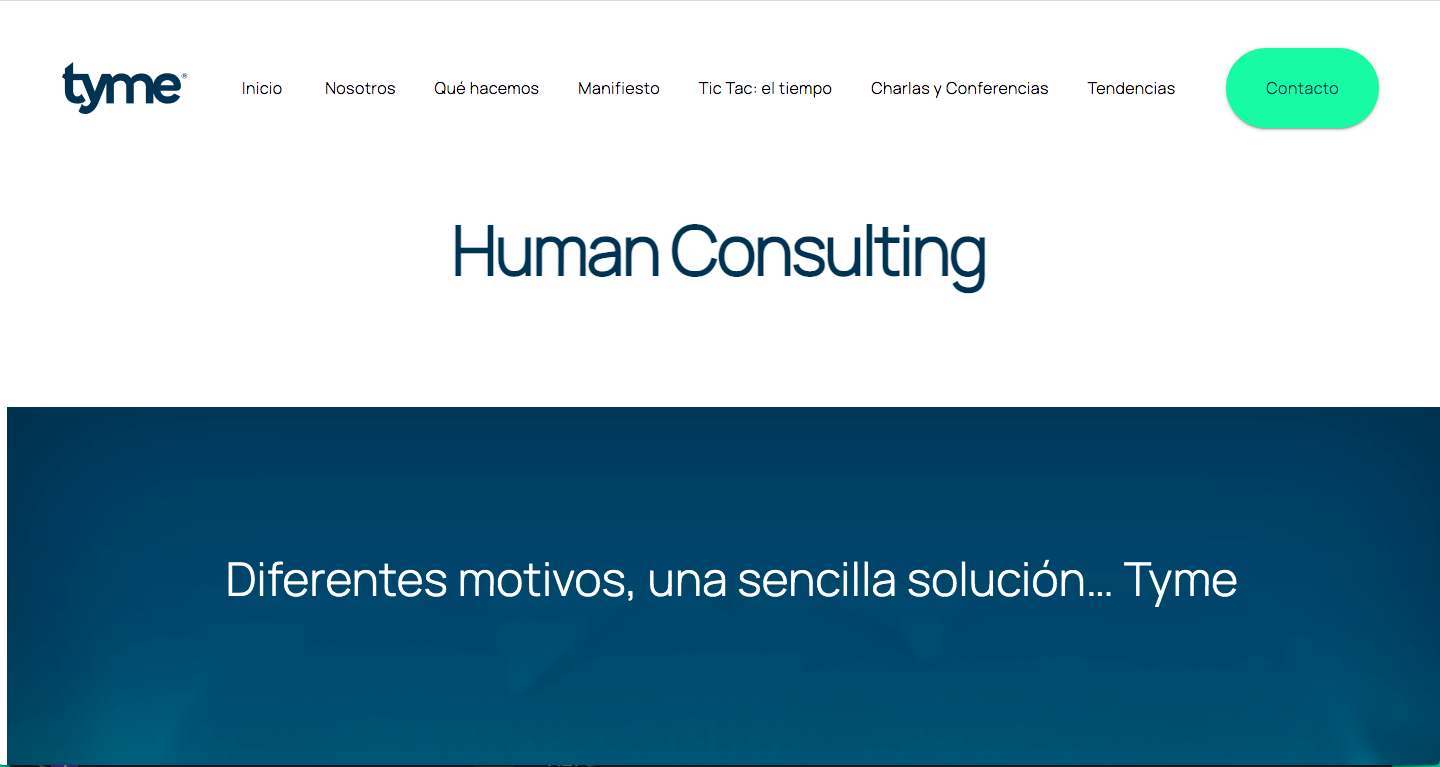 tyme®
Inicio Nosotros Qué hacemos Manifiesto Tic Tac: el tiempo Charlas y Conferencias Tendencias Contacto
Human Consulting
Diferentes motivos, una sencilla solución... Tyme